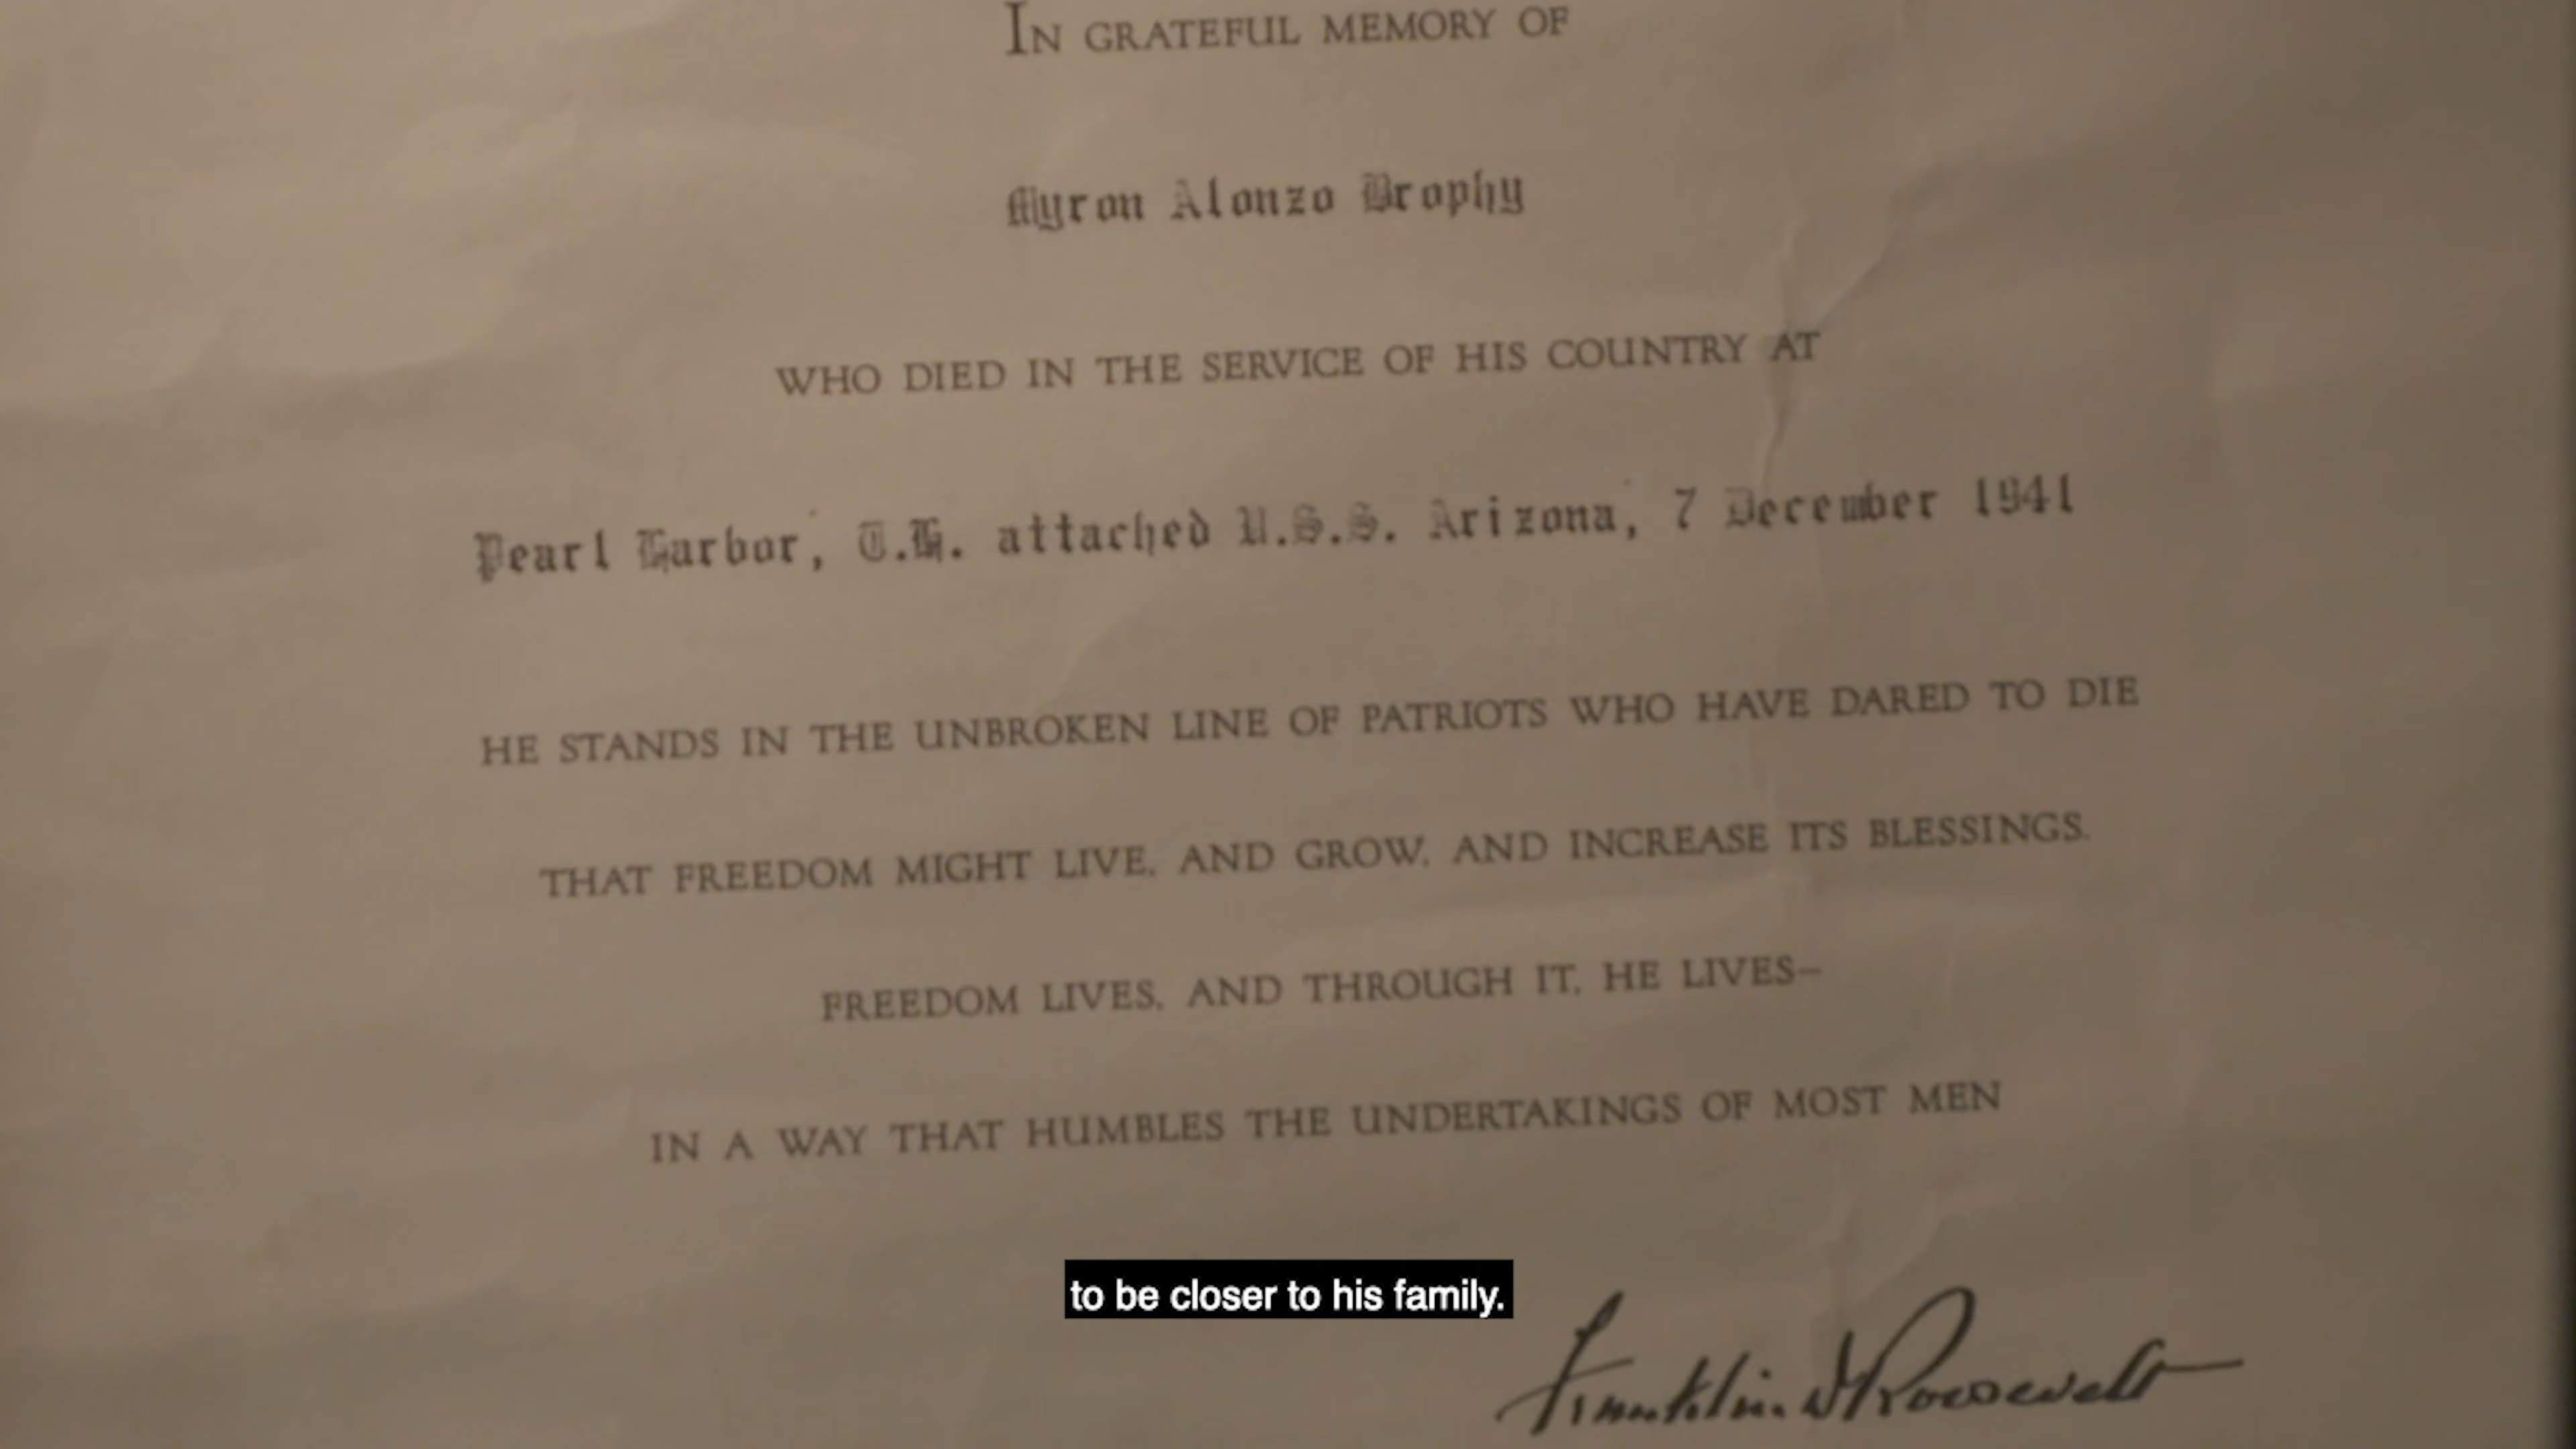 IN GRATEFUL MEMORY OF
Myron Alonzo Brophy
WHO DIED IN THE SERVICE OF HIS COUNTRY AT
Pearl Harbor, T.H. attached U.S.S. Arizona, 7 December 1941
HE STANDS IN THE UNBROKEN LINE OF PATRIOTS WHO HAVE DARED TO DIE
THAT FREEDOM MIGHT LIVE, AND GROW, AND INCREASE ITS BLESSINGS.
FREEDOM LIVES, AND THROUGH IT, HE LIVES—
IN A WAY THAT HUMBLES THE UNDERTAKINGS OF MOST MEN
to be closer to his family.
Franklin D Roosevelt